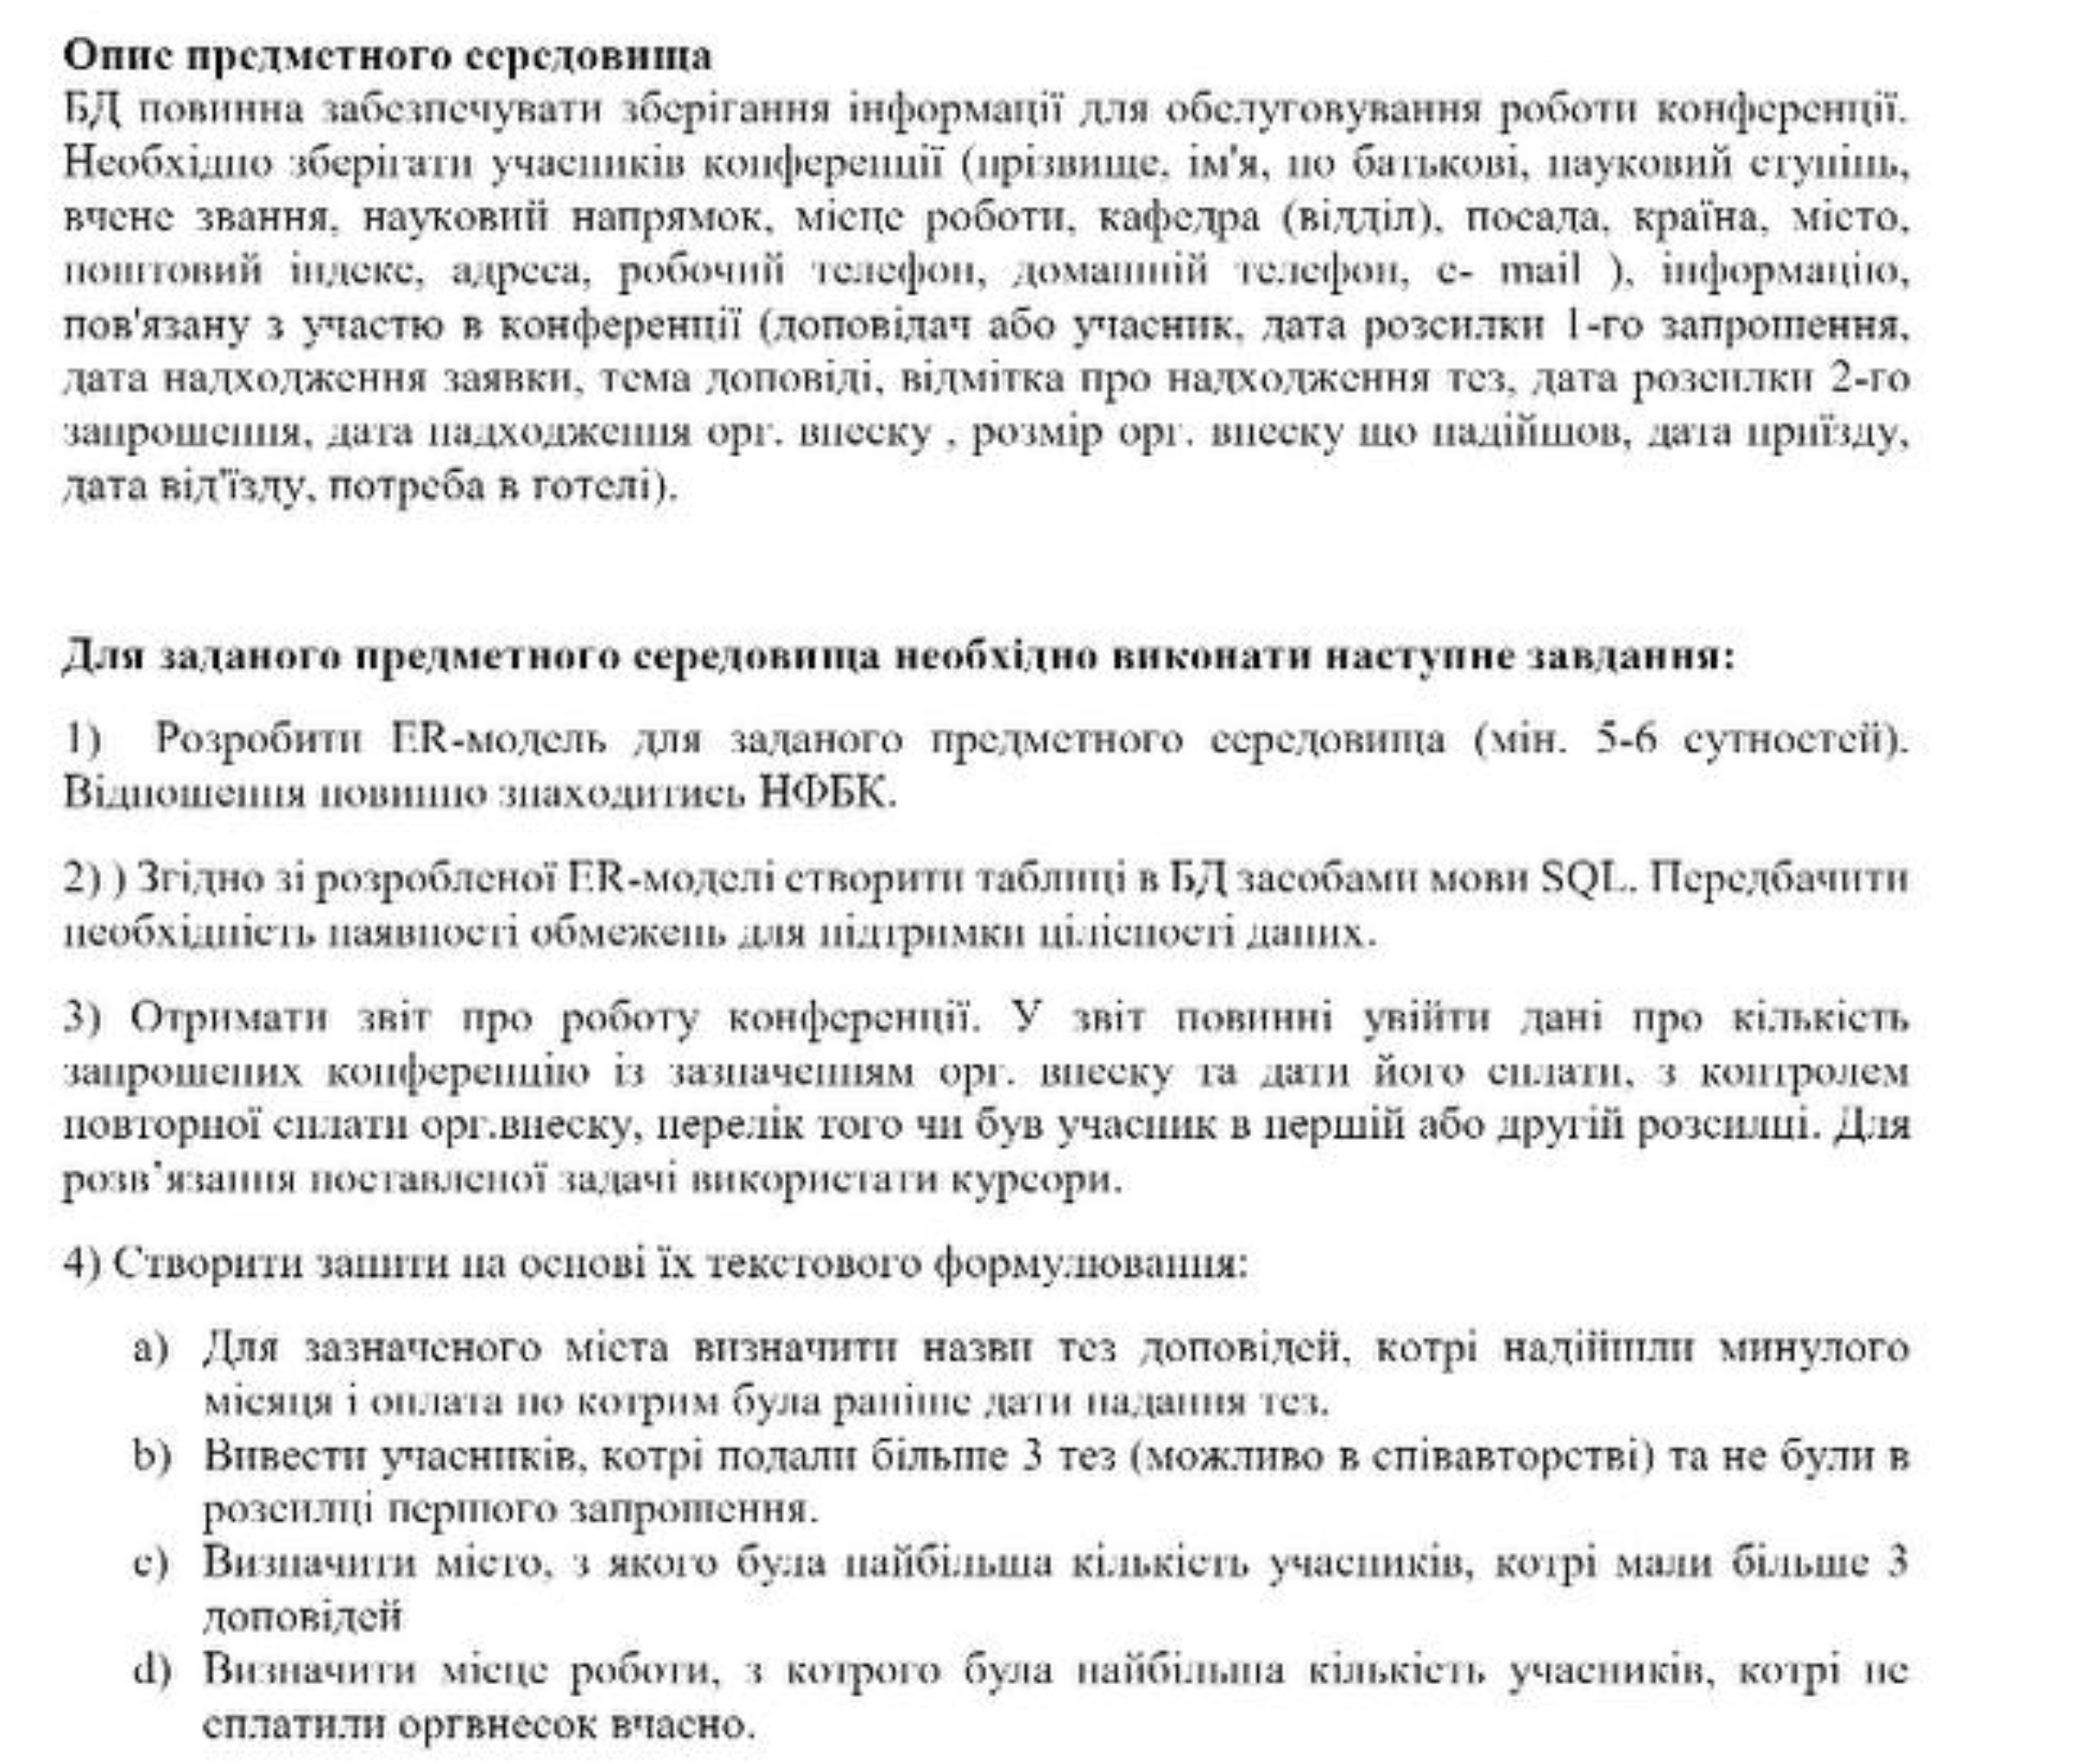 Опис предметного середовища
БД повинна забезпечувати зберігання інформації для обслуговування роботи конференції.
Необхідно зберігати учасників конференції (прізвище, ім'я, по батькові, науковий ступінь,
вчене звання, науковий напрямок, місце роботи, кафедра (відділ), посада, країна, місто,
поштовий індекс, адреса, робочий телефон, домашній телефон, e- mail ), інформацію,
пов'язану з участю в конференції (доповідач або учасник, дата розсилки 1-го запрошення,
дата надходження заявки, тема доповіді, відмітка про надходження тез, дата розсилки 2-го
запрошення, дата надходження орг. внеску , розмір орг. внеску що надійшов, дата приїзду,
дата від'їзду, потреба в готелі).
Для заданого предметного середовища необхідно виконати наступне завдання:
1) Розробити ER-модель для заданого предметного середовища (мін. 5-6 сутностей).
Відношення повинно знаходитись НФБК.
2) ) Згідно зі розробленої ER-моделі створити таблиці в БД засобами мови SQL. Передбачити
необхідність наявності обмежень для підтримки цілісності даних.
3) Отримати звіт про роботу конференції. У звіт повинні увійти дані про кількість
запрошених конференцію із зазначенням орг. внеску та дати його сплати, з контролем
повторної сплати орг.внеску, перелік того чи був учасник в першій або другій розсилці. Для
розв'язання поставленої задачі використати курсори.
4) Створити запити на основі їх текстового формулювання:
a) Для зазначеного міста визначити назви тез доповідей, котрі надійшли минулого
місяця і оплата по котрим була раніше дати надання тез.
b) Вивести учасників, котрі подали більше 3 тез (можливо в співавторстві) та не були в
розсилці першого запрошення.
c) Визначити місто, з якого була найбільша кількість учасників, котрі мали більше 3
доповідей
d) Визначити місце роботи, з котрого була найбільша кількість учасників, котрі не
сплатили оргвнесок вчасно.